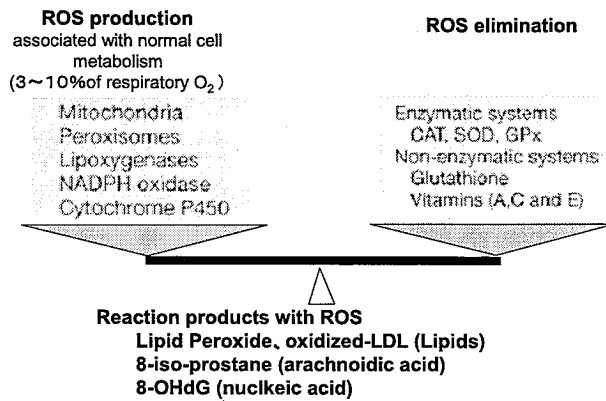 ROS production
associated with normal cell
metabolism
(3～10%of respiratory O₂)
Mitochondria
Peroxisomes
Lipoxygenases
NADPH oxidase
Cytochrome P450
ROS elimination
Enzymatic systems
CAT, SOD, GPx
Non-enzymatic systems
Glutathione
Vitamins (A,C and E)
Reaction products with ROS
Lipid Peroxide、oxidized-LDL (Lipids)
8-iso-prostane (arachnoidic acid)
8-OHdG (nuclkeic acid)